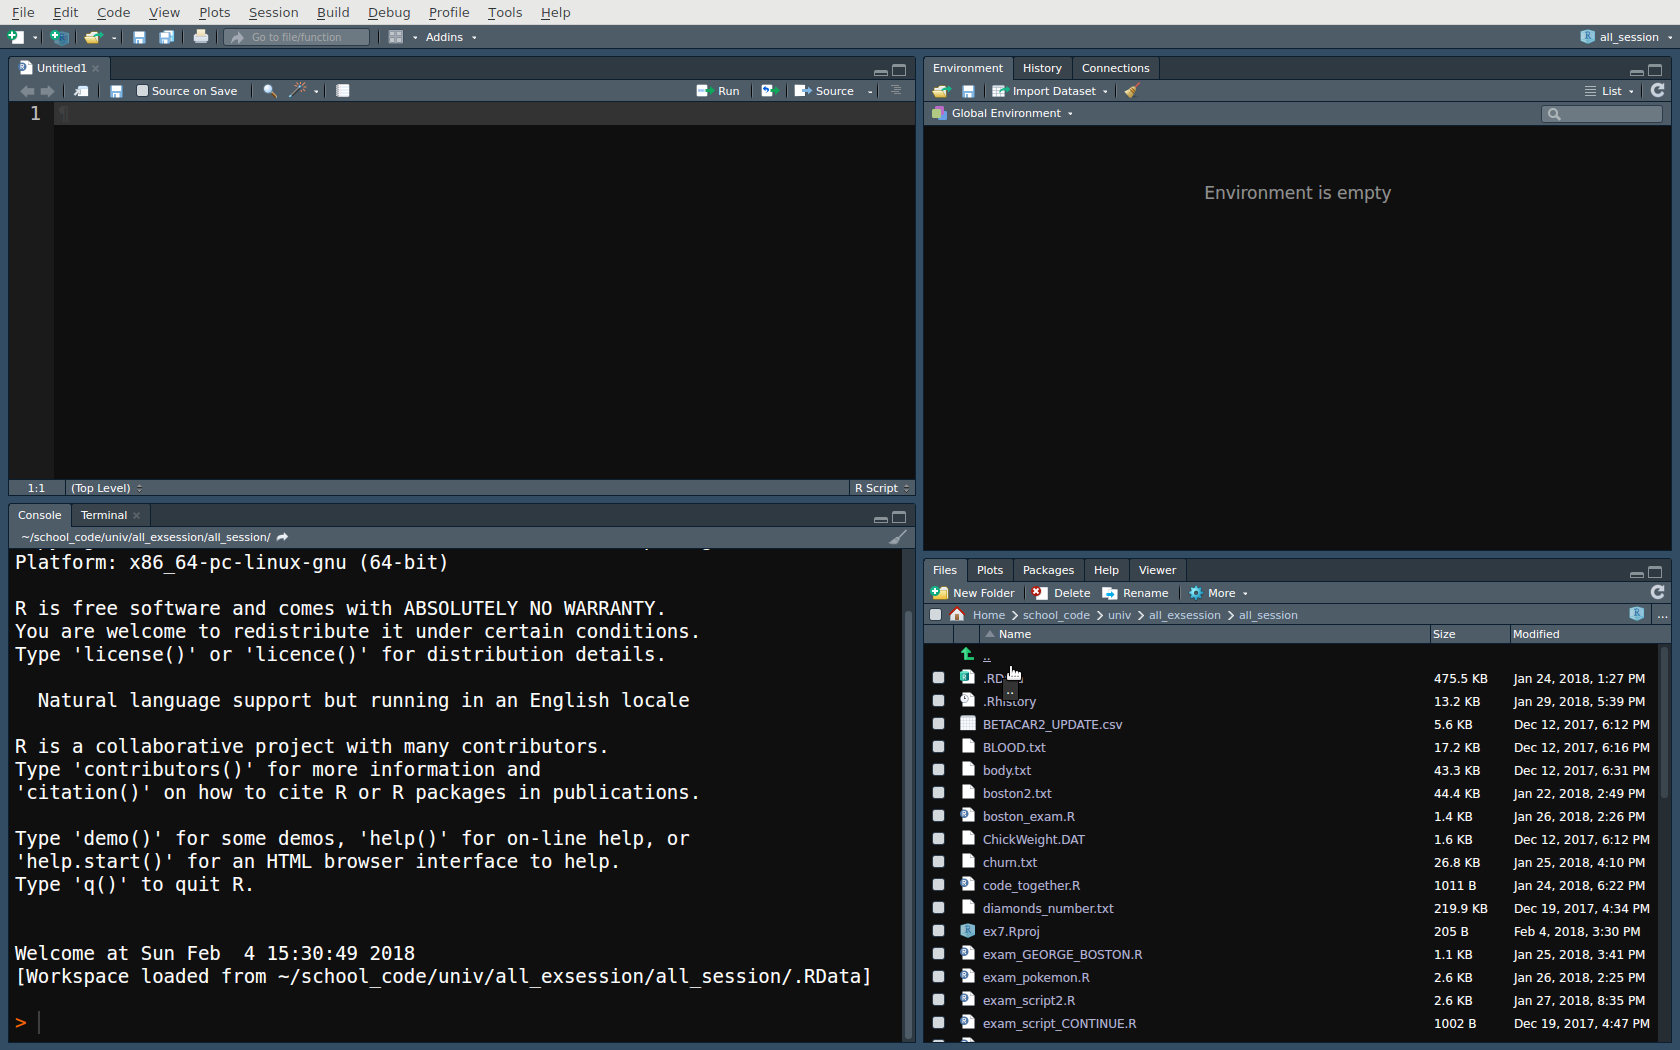 File Edit Code View Plots Session Build Debug Profile Tools Help
Go to file/function Addins all_session
Untitled1
Source on Save Run Source
1
1:1 (Top Level) R Script
Console Terminal
~/school_code/univ/all_exsession/all_session/
Platform: x86_64-pc-linux-gnu (64-bit)
R is free software and comes with ABSOLUTELY NO WARRANTY.
You are welcome to redistribute it under certain conditions.
Type 'license()' or 'licence()' for distribution details.
Natural language support but running in an English locale
R is a collaborative project with many contributors.
Type 'contributors()' for more information and
'citation()' on how to cite R or R packages in publications.
Type 'demo()' for some demos, 'help()' for on-line help, or
'help.start()' for an HTML browser interface to help.
Type 'q()' to quit R.
Welcome at Sun Feb  4 15:30:49 2018
[Workspace loaded from ~/school_code/univ/all_exsession/all_session/.RData]
>
Environment History Connections
Import Dataset List
Global Environment
Environment is empty
Files Plots Packages Help Viewer
New Folder Delete Rename More
Home school_code univ all_exsession all_session ...
Name Size Modified
..
475.5 KB Jan 24, 2018, 1:27 PM
..
.Rhistory 13.2 KB Jan 29, 2018, 5:39 PM
BETACAR2_UPDATE.csv 5.6 KB Dec 12, 2017, 6:12 PM
BLOOD.txt 17.2 KB Dec 12, 2017, 6:16 PM
body.txt 43.3 KB Dec 12, 2017, 6:31 PM
boston2.txt 44.4 KB Jan 22, 2018, 2:49 PM
boston_exam.R 1.4 KB Jan 26, 2018, 2:26 PM
ChickWeight.DAT 1.6 KB Dec 12, 2017, 6:12 PM
churn.txt 26.8 KB Jan 25, 2018, 4:10 PM
code_together.R 1011 B Jan 24, 2018, 6:22 PM
diamonds_number.txt 219.9 KB Dec 19, 2017, 4:34 PM
ex7.Rproj 205 B Feb 4, 2018, 3:30 PM
exam_GEORGE_BOSTON.R 1.1 KB Jan 25, 2018, 3:41 PM
exam_pokemon.R 2.6 KB Jan 26, 2018, 2:25 PM
exam_script2.R 2.6 KB Jan 27, 2018, 8:35 PM
exam_script_CONTINUE.R 1002 B Dec 19, 2017, 4:47 PM